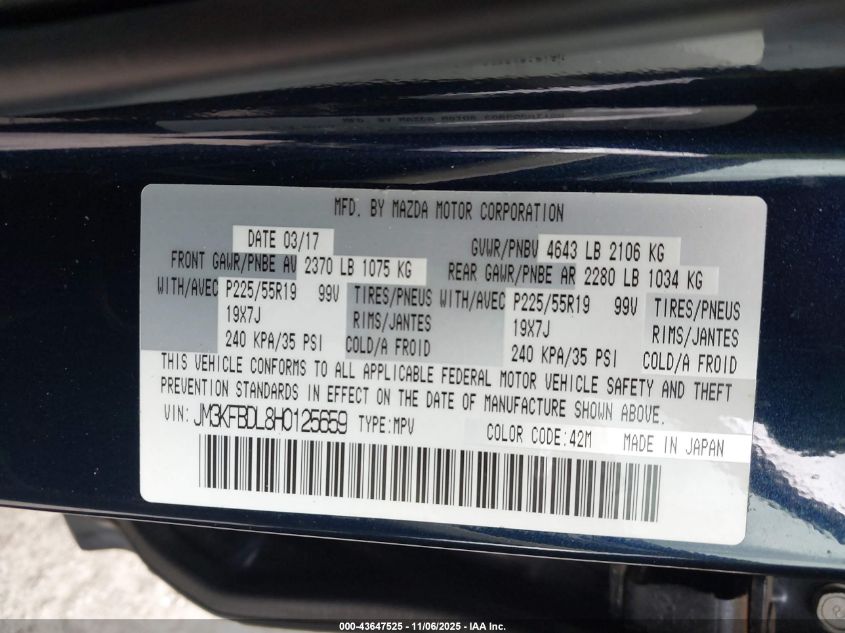 MFD. BY MAZDA MOTOR CORPORATION
MFD. BY MAZDA MOTOR CORPORATION
DATE 03/17 GVWR/PNBV 4643 LB 2106 KG
FRONT GAWR/PNBE AV 2370 LB 1075 KG REAR GAWR/PNBE AR 2280 LB 1034 KG
WITH/AVEC P225/55R19 99V TIRES/PNEUS WITH/AVEC P225/55R19 99V TIRES/PNEUS
19X7J RIMS/JANTES 19X7J RIMS/JANTES
240 KPA/35 PSI COLD/A FROID 240 KPA/35 PSI COLD/A FROID
THIS VEHICLE CONFORMS TO ALL APPLICABLE FEDERAL MOTOR VEHICLE SAFETY AND THEFT
PREVENTION STANDARDS IN EFFECT ON THE DATE OF MANUFACTURE SHOWN ABOVE.
VIN: JM3KFBDL8H0125659 TYPE:MPV COLOR CODE:42M MADE IN JAPAN
000-43647525 - 11/06/2025 - IAA Inc.